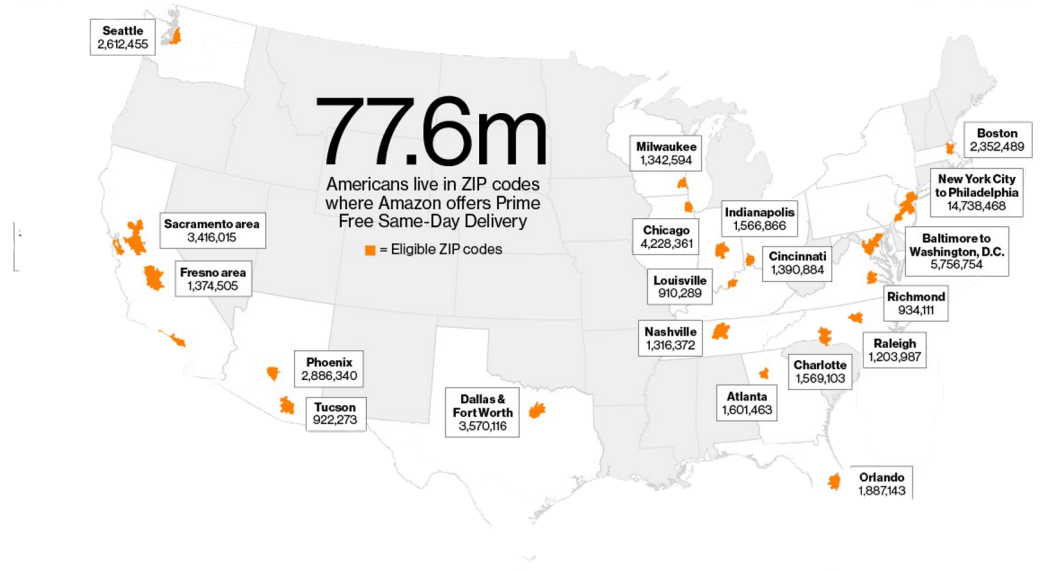 Seattle
2,612,455
77.6m
Americans live in ZIP codes
where Amazon offers Prime
Free Same-Day Delivery
= Eligible ZIP codes
Milwaukee
1,342,594
Boston
2,352,489
New York City
to Philadelphia
14,738,468
Sacramento area
3,416,015
Indianapolis
1,566,866
Chicago
4,228,361
Baltimore to
Washington, D.C.
5,756,754
Cincinnati
1,390,884
Fresno area
1,374,505
Louisville
910,289
Richmond
934,111
Nashville
1,316,372
Raleigh
1,203,987
Phoenix
2,886,340
Charlotte
1,569,103
Tucson
922,273
Dallas &
Fort Worth
3,570,116
Atlanta
1,601,463
Orlando
1,887,143